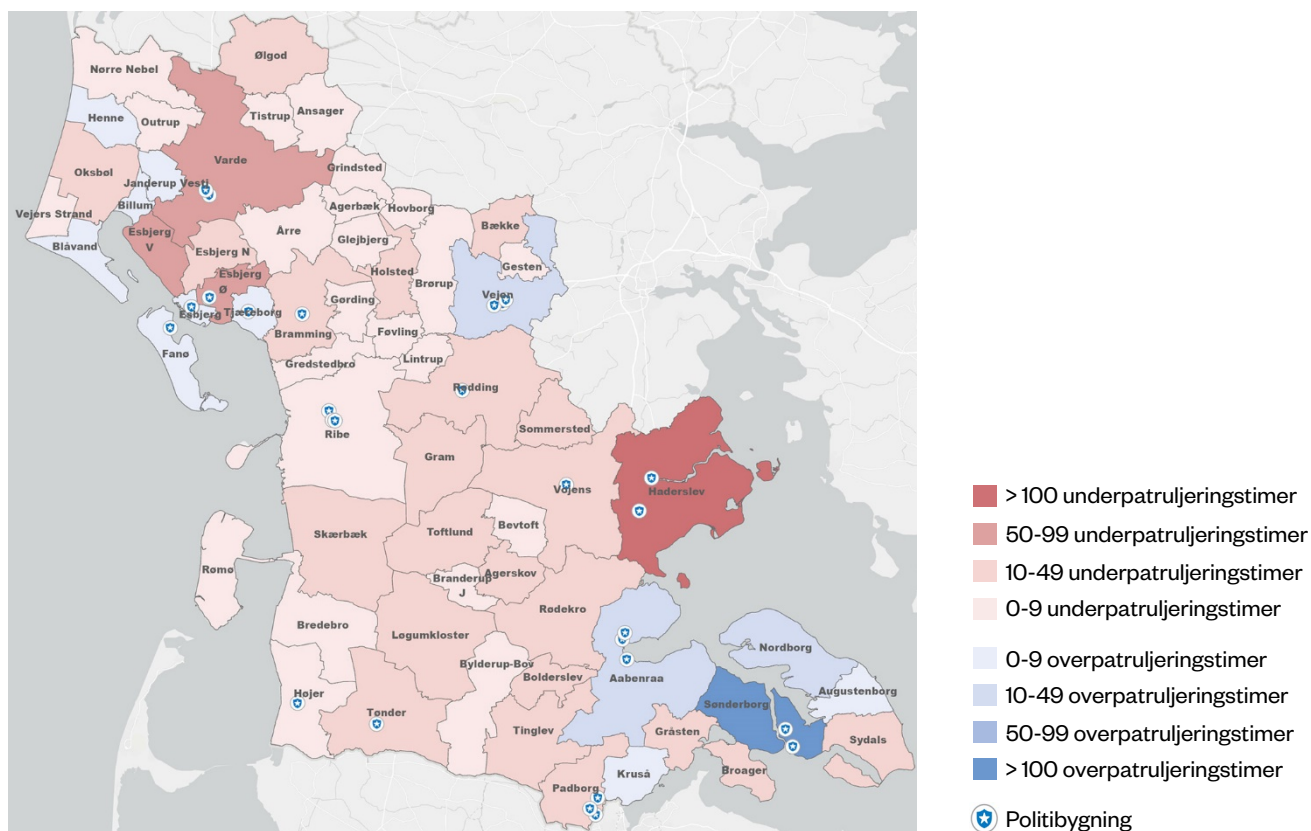 Ølgod
Nørre Nebel
Henne
Outrup
Tistrup
Ansager
Varde
Oksbøl
Janderup Vestj
Grindsted
Billum
Vejers Strand
Agerbæk
Hovborg
Blåvand
Esbjerg
V
Årre
Glejbjerg
Bække
Esbjerg N
Gesten
Holsted
Esbjerg
Ø
Brørup
Vejen
Gørding
Esbjerg
Tjæreborg
Bramming
Føvling
Fanø
Gredstedbro
Lintrup
Rødding
Sommersted
Ribe
Gram
Vojens
Haderslev
Skærbæk
Toftlund
Bevtoft
Rømø
Branderup
J
Agerskov
Rødekro
Bredebro
Løgumkloster
Nordborg
Bylderup-Bov
Bolderslev
Aabenraa
Augustenborg
Højer
Sønderborg
Tønder
Tinglev
Gråsten
Sydals
Kruså
Broager
Padborg
> 100 underpatruljeringstimer
50-99 underpatruljeringstimer
10-49 underpatruljeringstimer
0-9 underpatruljeringstimer
0-9 overpatruljeringstimer
10-49 overpatruljeringstimer
50-99 overpatruljeringstimer
> 100 overpatruljeringstimer
Politibygning